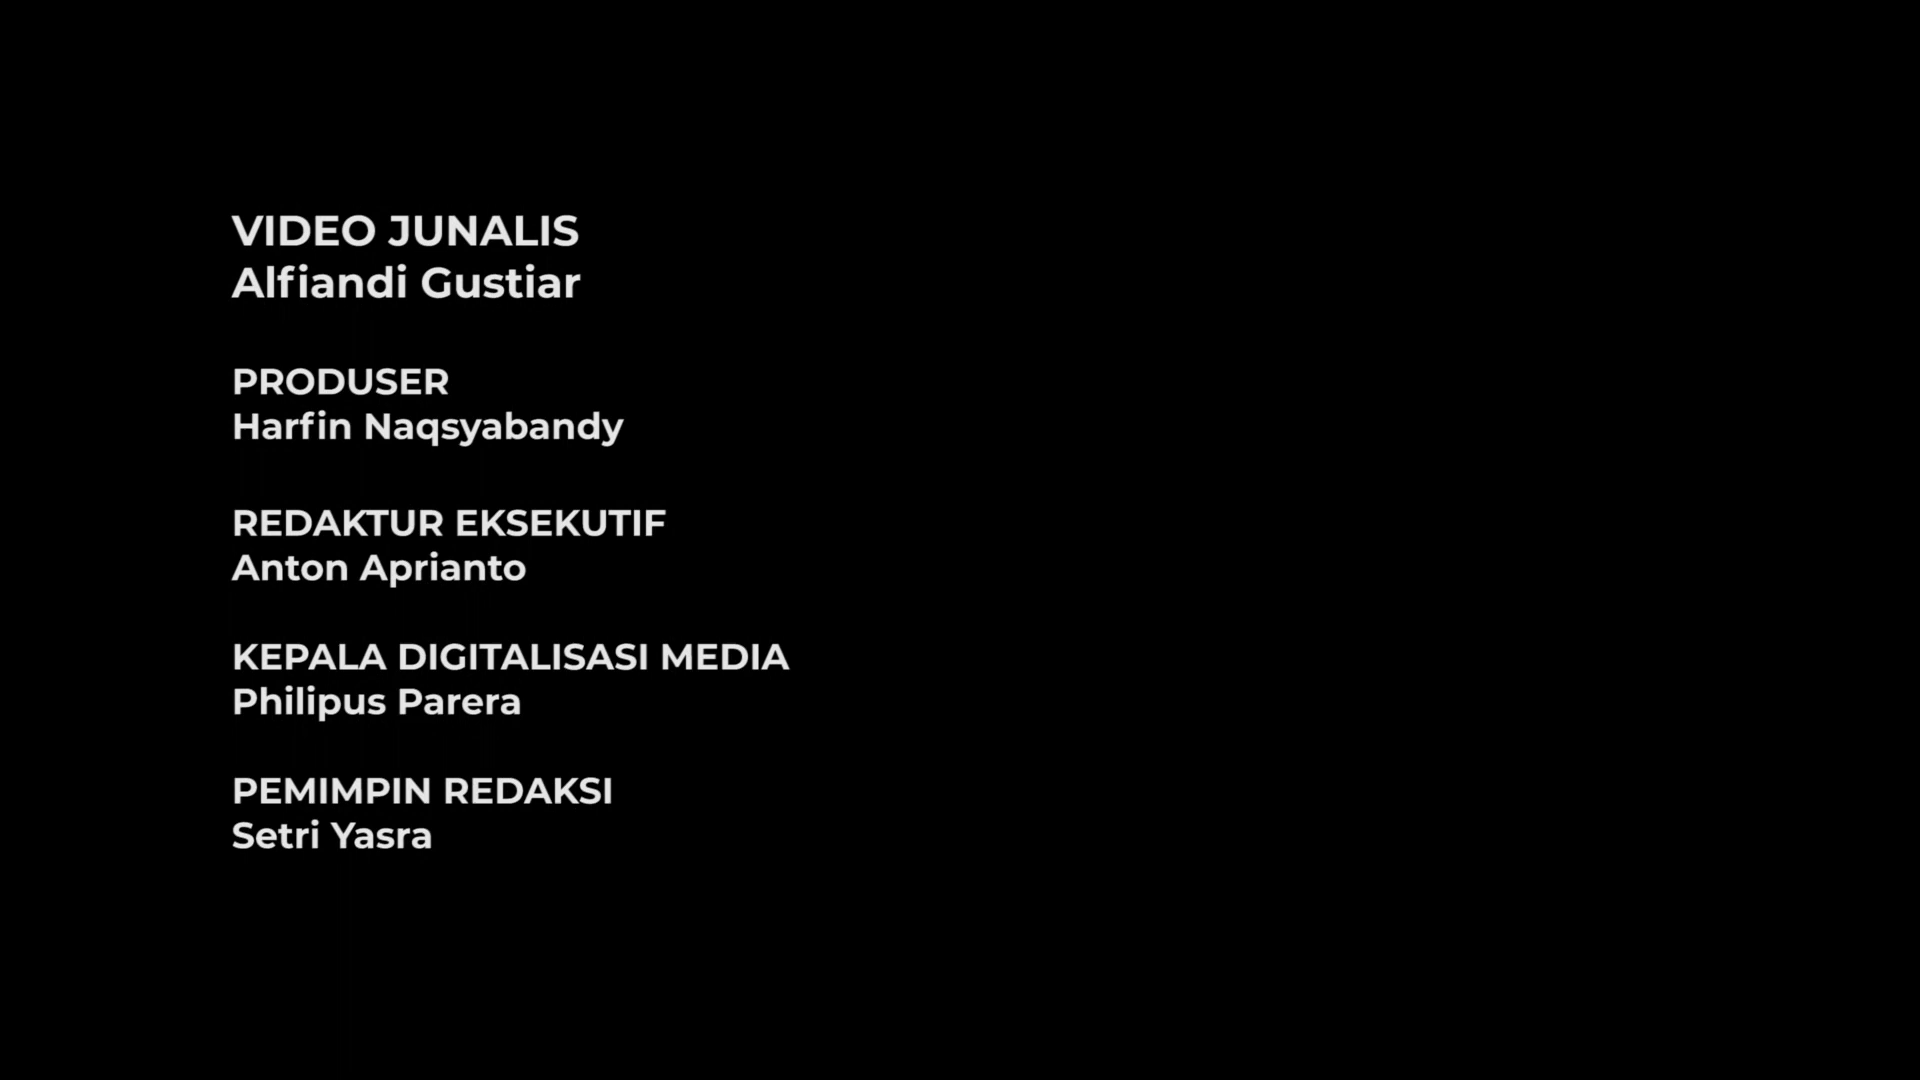 VIDEO JUNALIS
Alfiandi Gustiar
PRODUSER
Harfin Naqsyabandy
REDAKTUR EKSEKUTIF
Anton Aprianto
KEPALA DIGITALISASI MEDIA
Philipus Parera
PEMIMPIN REDAKSI
Setri Yasra